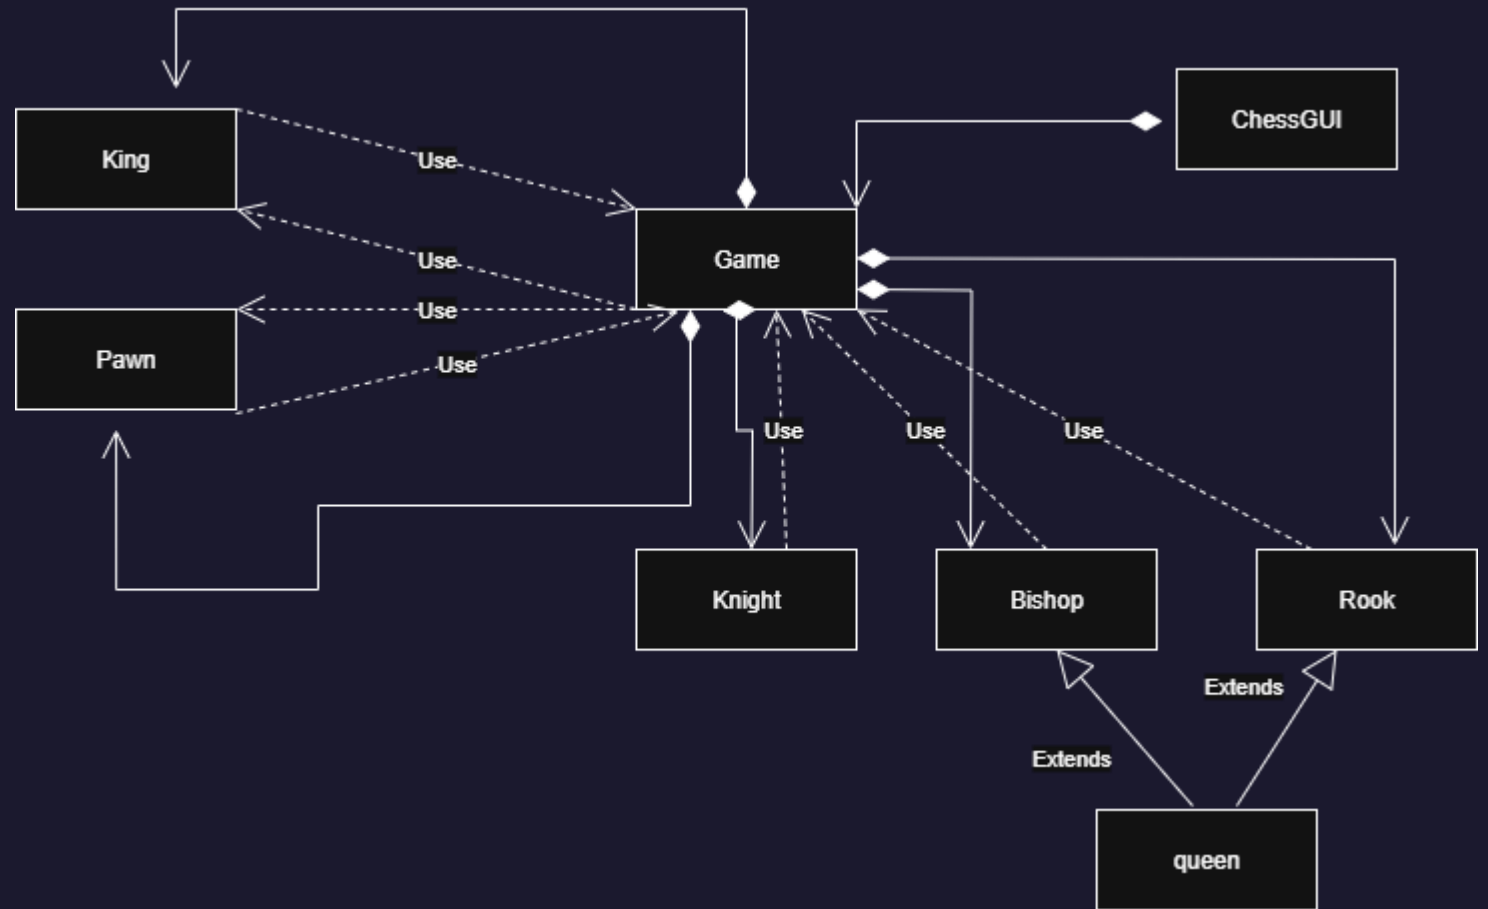 ChessGUI
King
Use
Game
Use
Use
Pawn
Use
Use
Use
Use
Knight
Bishop
Rook
Extends
Extends
queen